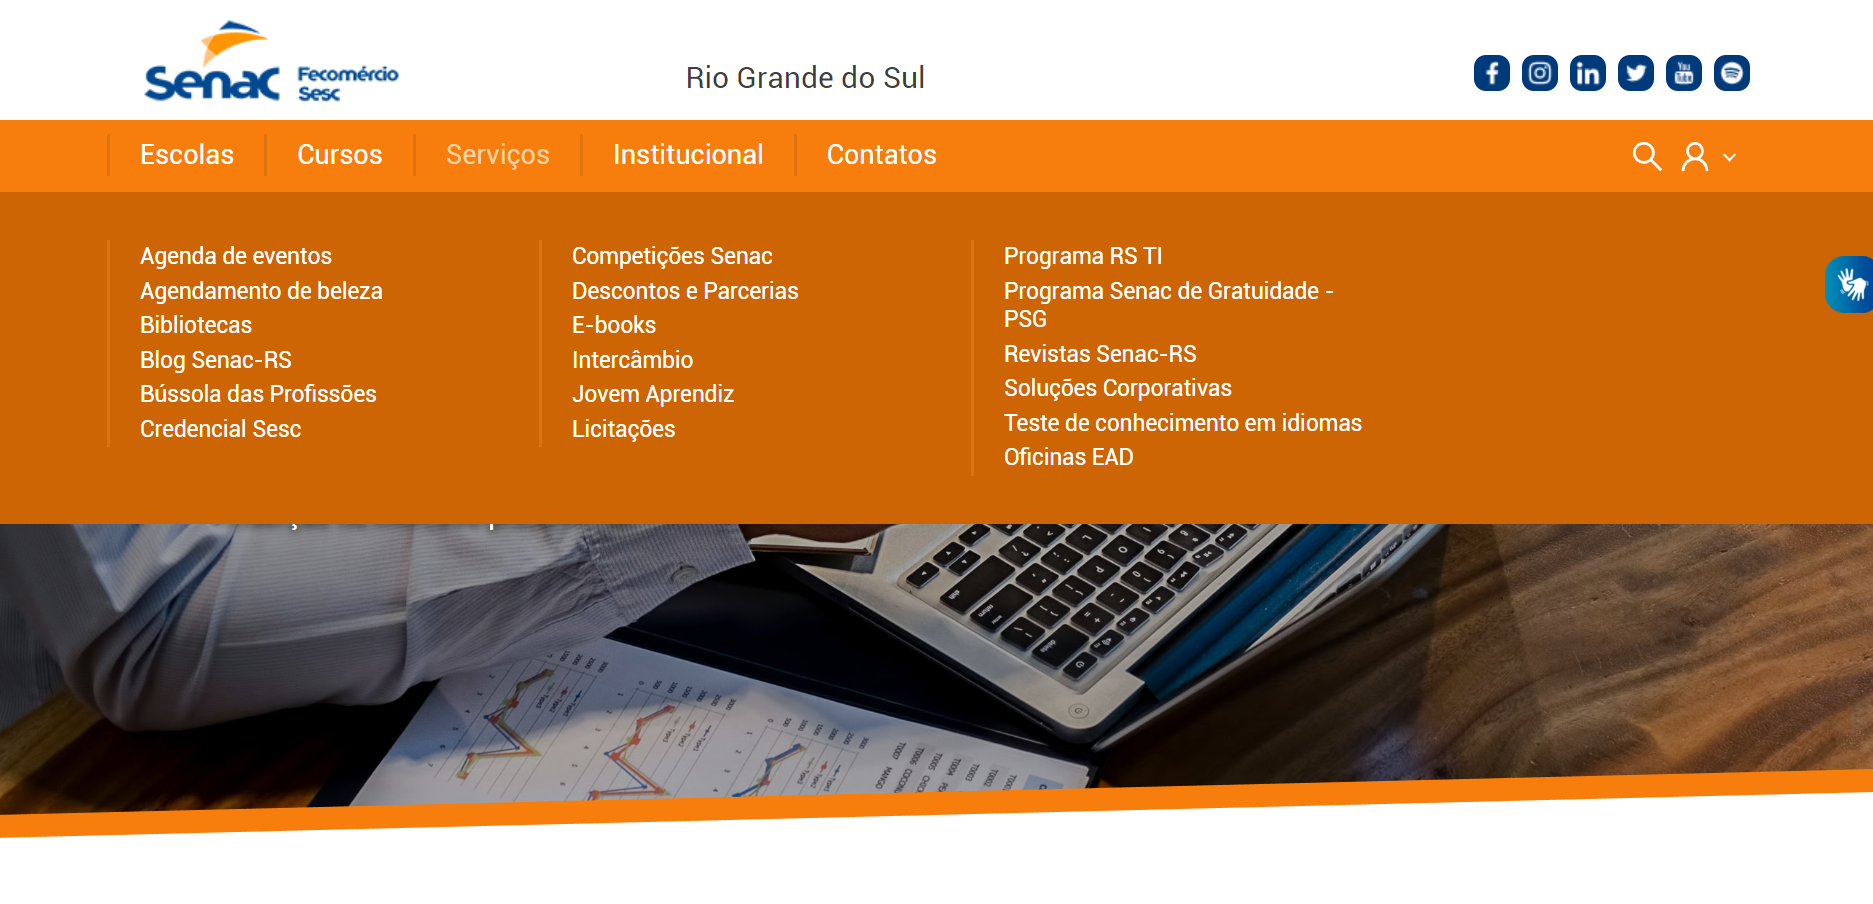 Senac Fecomércio
Sesc
Rio Grande do Sul
Escolas
Cursos
Serviços
Institucional
Contatos
Agenda de eventos
Agendamento de beleza
Bibliotecas
Blog Senac-RS
Bússola das Profissões
Credencial Sesc
Competições Senac
Descontos e Parcerias
E-books
Intercâmbio
Jovem Aprendiz
Licitações
Programa RS TI
Programa Senac de Gratuidade -
PSG
Revistas Senac-RS
Soluções Corporativas
Teste de conhecimento em idiomas
Oficinas EAD